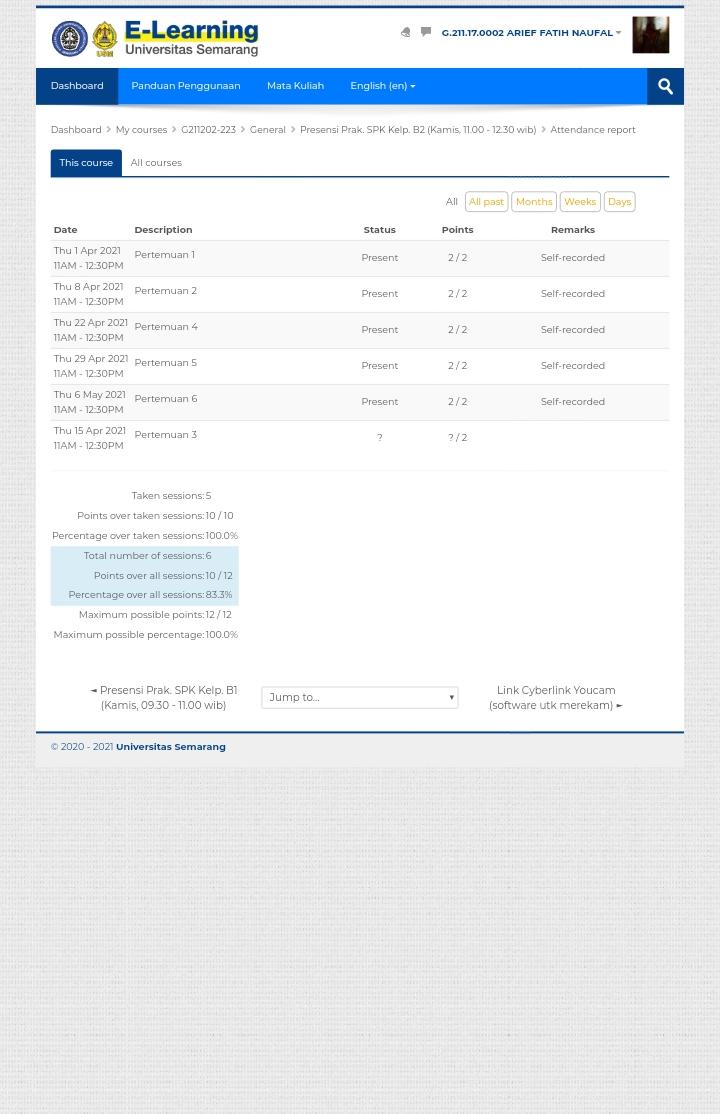 E-Learning
Universitas Semarang
USM
G.211.17.0002 ARIEF FATIH NAUFAL
Dashboard Panduan Penggunaan Mata Kuliah English (en)
Dashboard > My courses > G211202-223 > General > Presensi Prak. SPK Kelp. B2 (Kamis, 11.00 - 12.30 wib) > Attendance report
This course All courses
All All past Months Weeks Days
Date Description Status Points Remarks
Thu 1 Apr 2021
11AM - 12:30PM Pertemuan 1 Present 2 / 2 Self-recorded
Thu 8 Apr 2021
11AM - 12:30PM Pertemuan 2 Present 2 / 2 Self-recorded
Thu 22 Apr 2021
11AM - 12:30PM Pertemuan 4 Present 2 / 2 Self-recorded
Thu 29 Apr 2021
11AM - 12:30PM Pertemuan 5 Present 2 / 2 Self-recorded
Thu 6 May 2021
11AM - 12:30PM Pertemuan 6 Present 2 / 2 Self-recorded
Thu 15 Apr 2021
11AM - 12:30PM Pertemuan 3 ? ? / 2
Taken sessions: 5
Points over taken sessions: 10 / 10
Percentage over taken sessions: 100.0%
Total number of sessions: 6
Points over all sessions: 10 / 12
Percentage over all sessions: 83.3%
Maximum possible points: 12 / 12
Maximum possible percentage: 100.0%
◄ Presensi Prak. SPK Kelp. B1
(Kamis, 09.30 - 11.00 wib)
Jump to...
Link Cyberlink Youcam
(software utk merekam) ►
© 2020 - 2021 Universitas Semarang